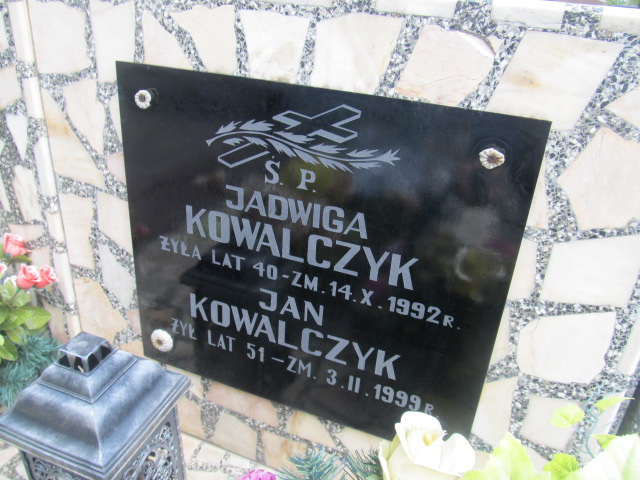 Ś. P.
JADWIGA
KOWALCZYK
ŻYŁA LAT 40 - ZM. 14. X. 1992 R.
JAN
KOWALCZYK
ŻYŁ LAT 51 - ZM. 3. II. 1999 R.